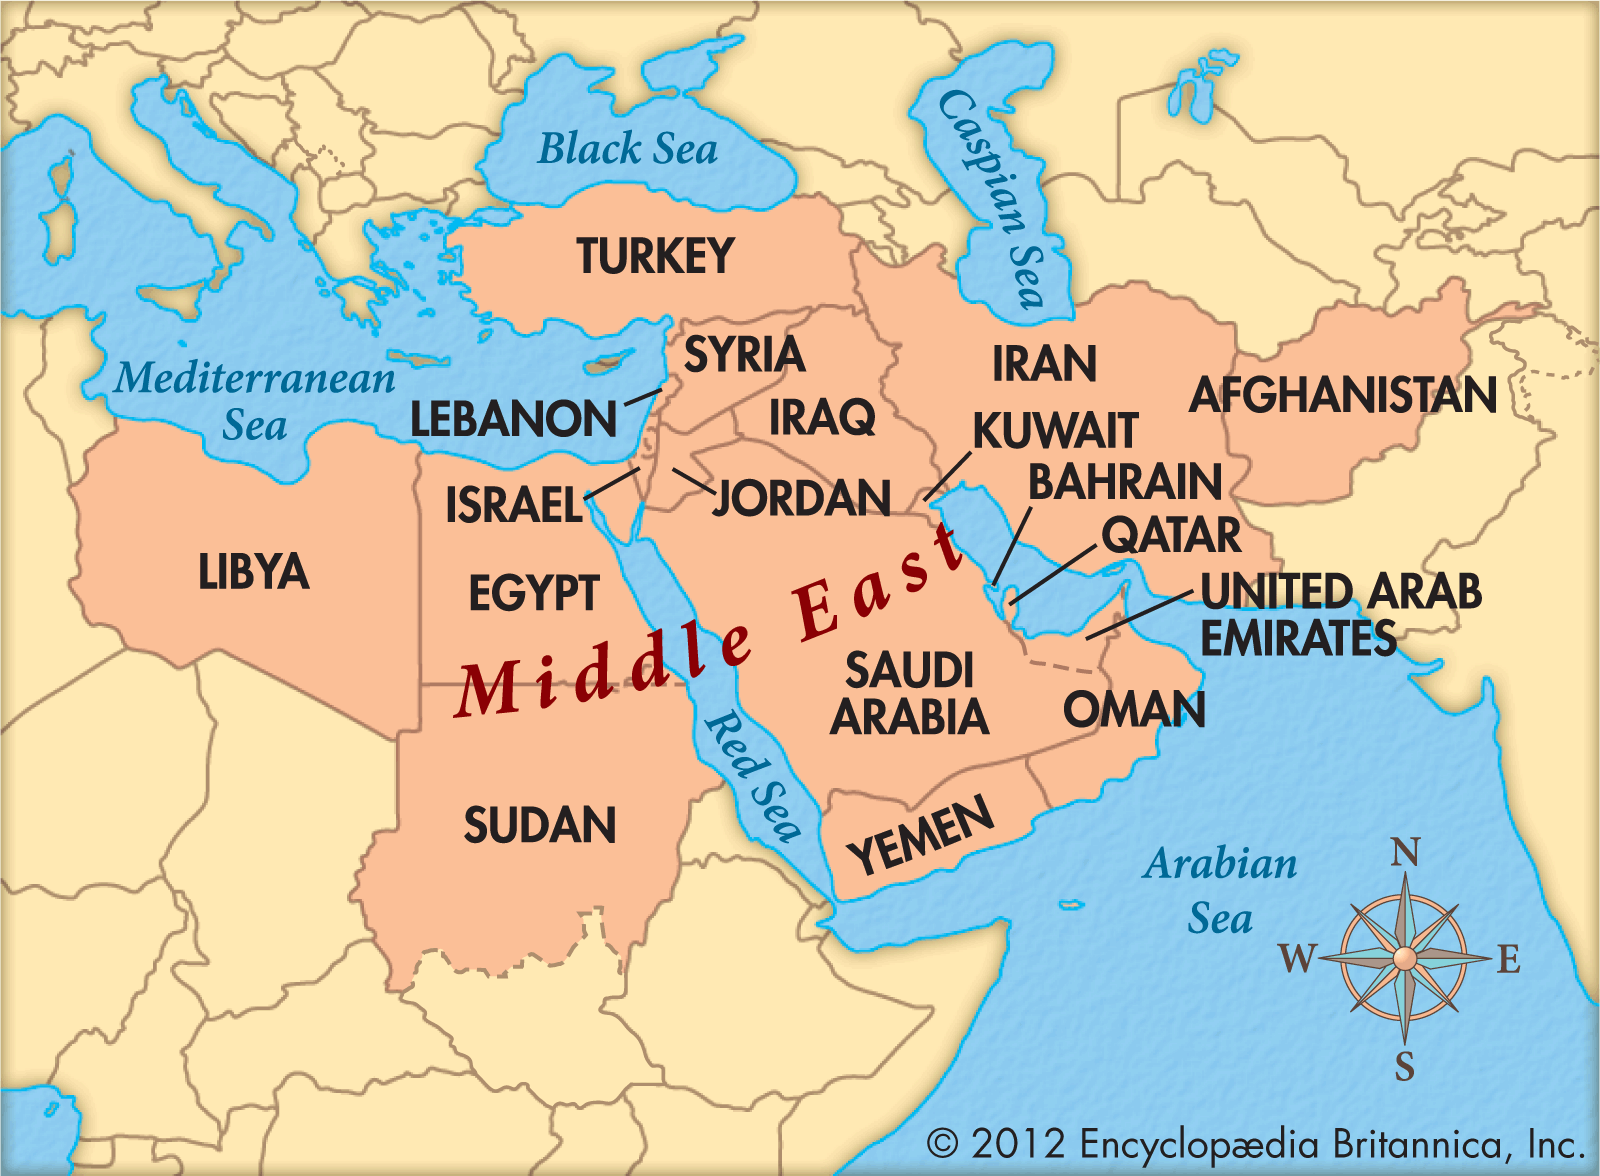 Black Sea
Caspian Sea
TURKEY
SYRIA
IRAN
Mediterranean
Sea
LEBANON
IRAQ
AFGHANISTAN
KUWAIT
BAHRAIN
ISRAEL
JORDAN
QATAR
LIBYA
EGYPT
UNITED ARAB
EMIRATES
Middle East
SAUDI
ARABIA
OMAN
Red Sea
SUDAN
YEMEN
Arabian
Sea
N
W
E
S
© 2012 Encyclopædia Britannica, Inc.